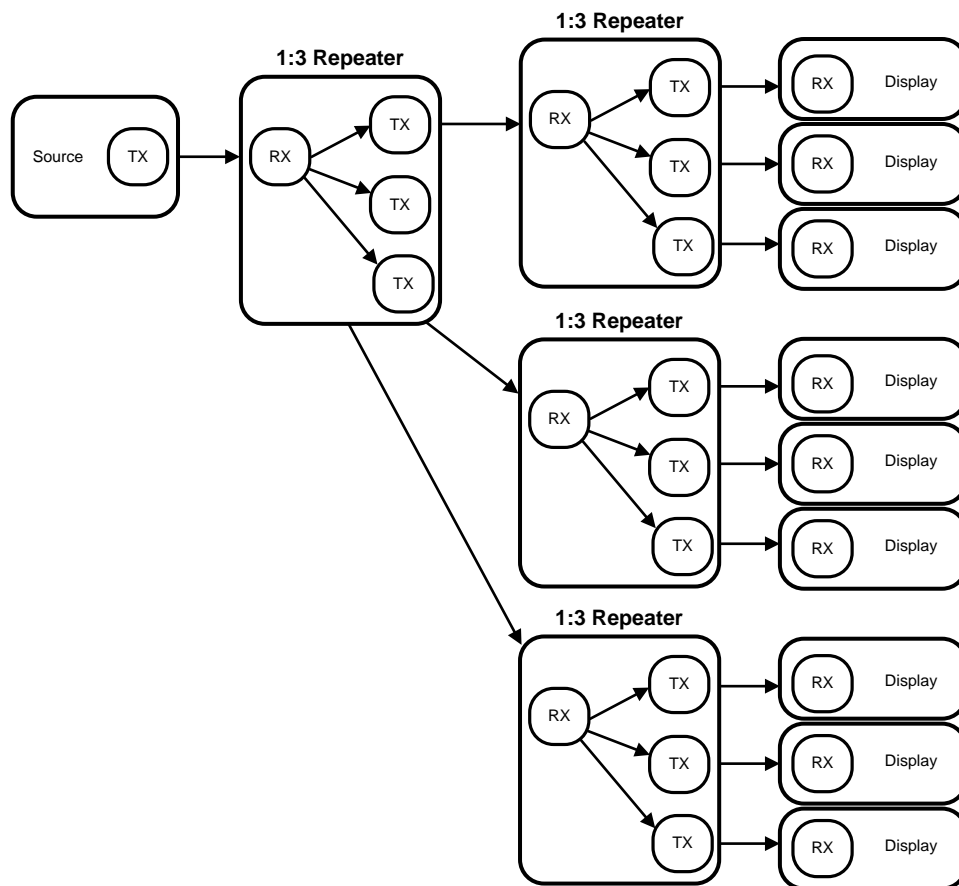 1:3 Repeater
1:3 Repeater
Source
TX
RX
TX
TX
TX
RX
TX
TX
TX
RX
Display
RX
Display
RX
Display
1:3 Repeater
RX
TX
TX
TX
RX
Display
RX
Display
RX
Display
1:3 Repeater
RX
TX
TX
TX
RX
Display
RX
Display
RX
Display